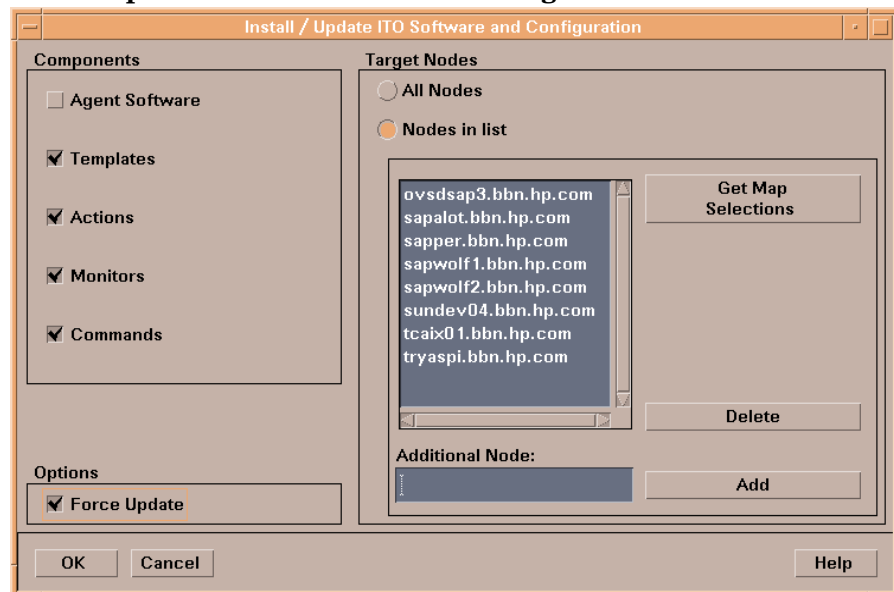 Install / Update ITO Software and Configuration
Components
Agent Software
Templates
Actions
Monitors
Commands
Options
Force Update
Target Nodes
All Nodes
Nodes in list
ovsdsap3.bbn.hp.com
sapalot.bbn.hp.com
sapper.bbn.hp.com
sapwolf1.bbn.hp.com
sapwolf2.bbn.hp.com
sundev04.bbn.hp.com
tcaix01.bbn.hp.com
tryaspi.bbn.hp.com
Get Map
Selections
Delete
Additional Node:
Add
OK
Cancel
Help